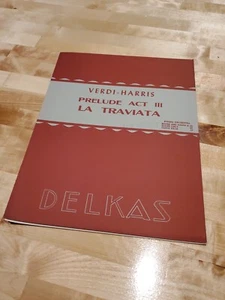 VERDI-HARRIS
PRELUDE ACT III
LA TRAVIATA
DELKAS